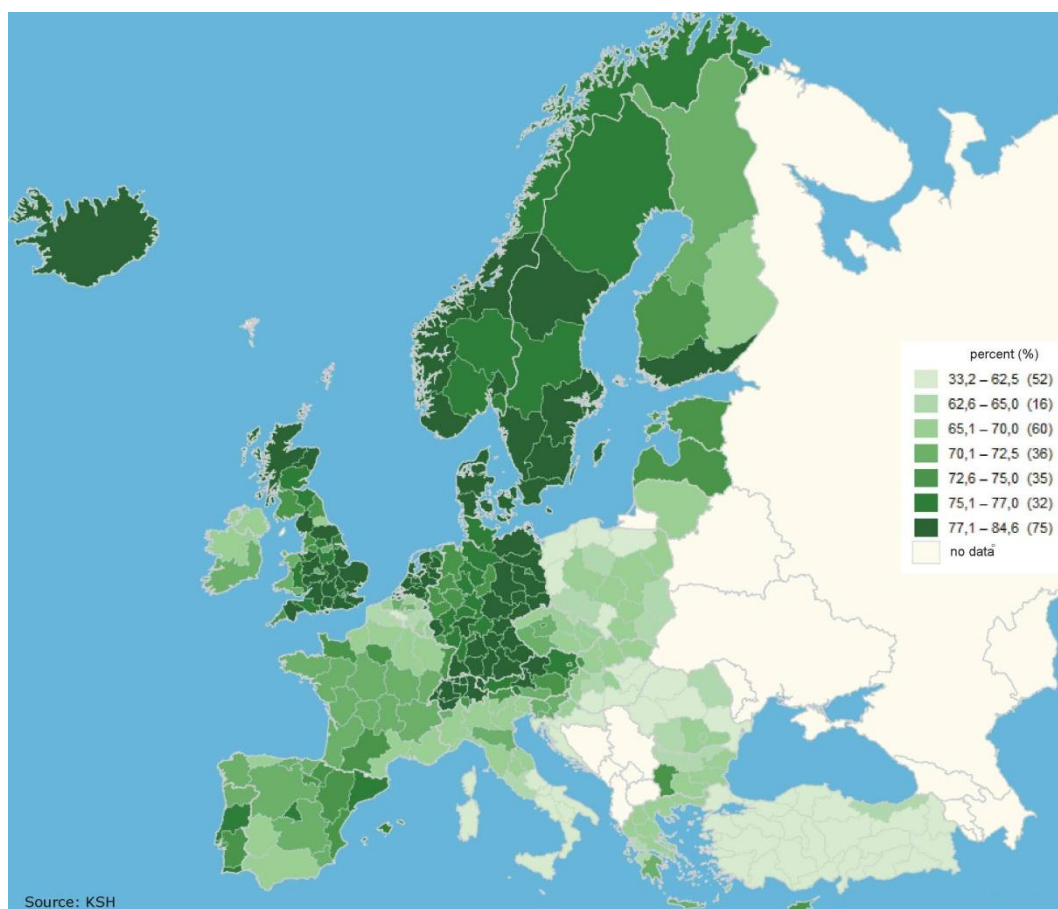 percent (%)
33,2 – 62,5 (52)
62,6 – 65,0 (16)
65,1 – 70,0 (60)
70,1 – 72,5 (36)
72,6 – 75,0 (35)
75,1 – 77,0 (32)
77,1 – 84,6 (75)
no data
Source: KSH